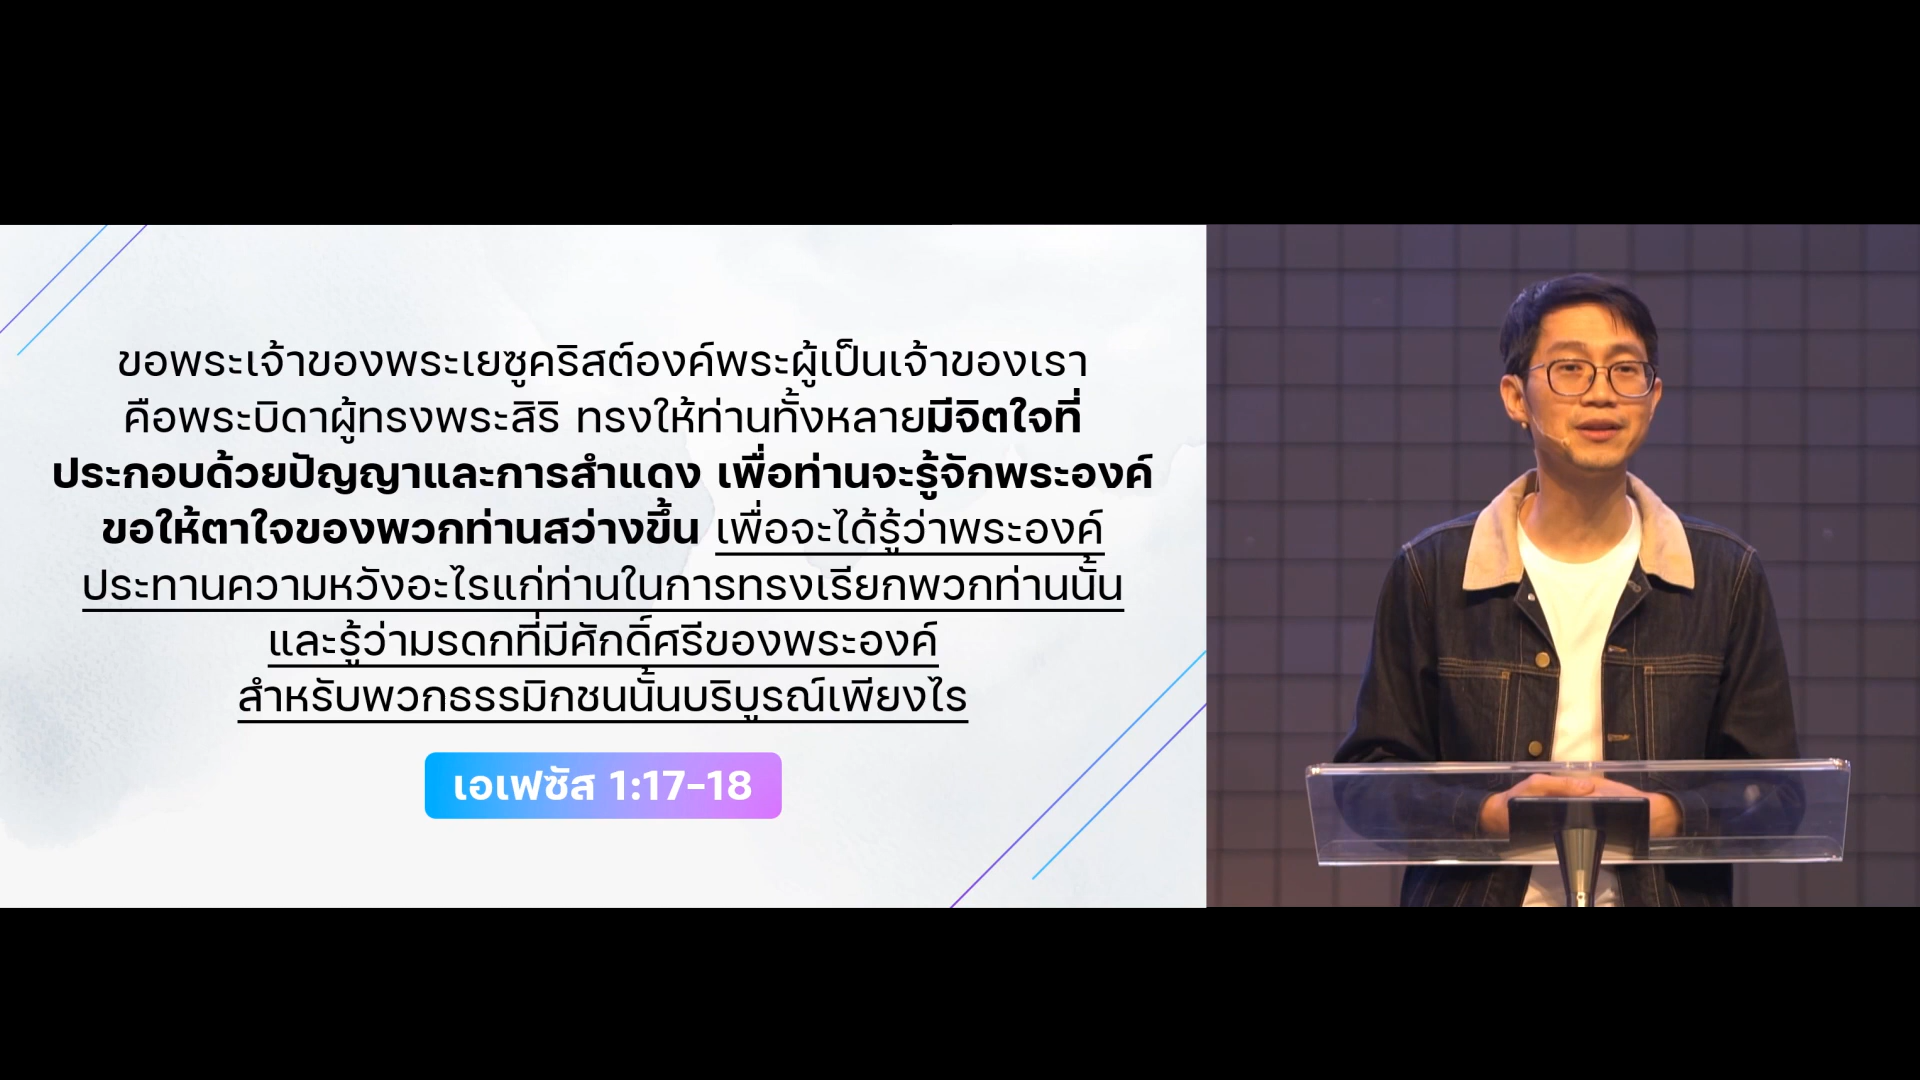 ขอพระเจ้าของพระเยซูคริสต์องค์พระผู้เป็นเจ้าของเรา
คือพระบิดาผู้ทรงพระสิริ ทรงให้ท่านทั้งหลายมีจิตใจที่
ประกอบด้วยปัญญาและการสำแดง เพื่อท่านจะรู้จักพระองค์
ขอให้ตาใจของพวกท่านสว่างขึ้น เพื่อจะได้รู้ว่าพระองค์
ประทานความหวังอะไรแก่ท่านในการทรงเรียกพวกท่านนั้น
และรู้ว่ามรดกที่มีศักดิ์ศรีของพระองค์
สำหรับพวกธรรมิกชนนั้นบริบูรณ์เพียงไร
เอเฟซัส 1:17-18